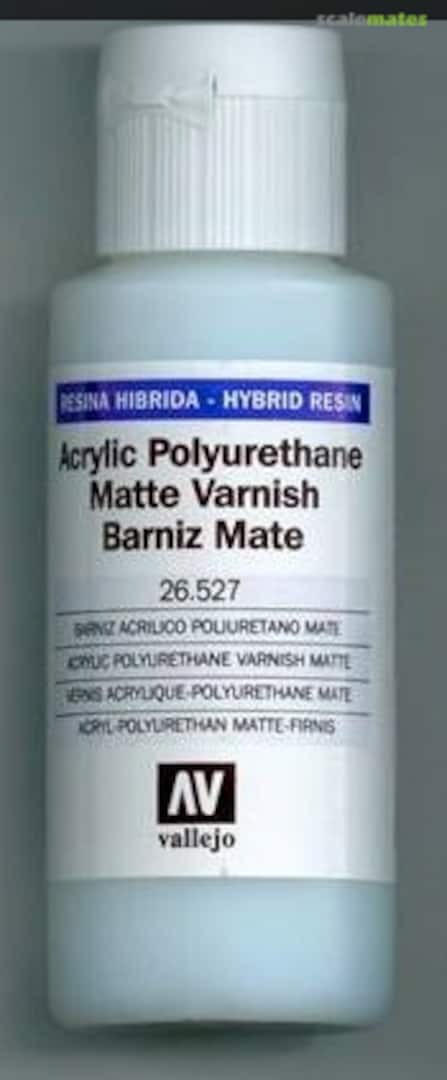 scalemates
RESINA HIBRIDA - HYBRID RESIN
Acrylic Polyurethane
Matte Varnish
Barniz Mate
26.527
BARNIZ ACRILICO POLIURETANO MATE
ACRYLIC POLYURETHANE VARNISH MATTE
VERNIS ACRYLIQUE-POLYURETHANE MATE
ACRYL-POLYURETHAN MATTE-FIRNIS
AV
vallejo